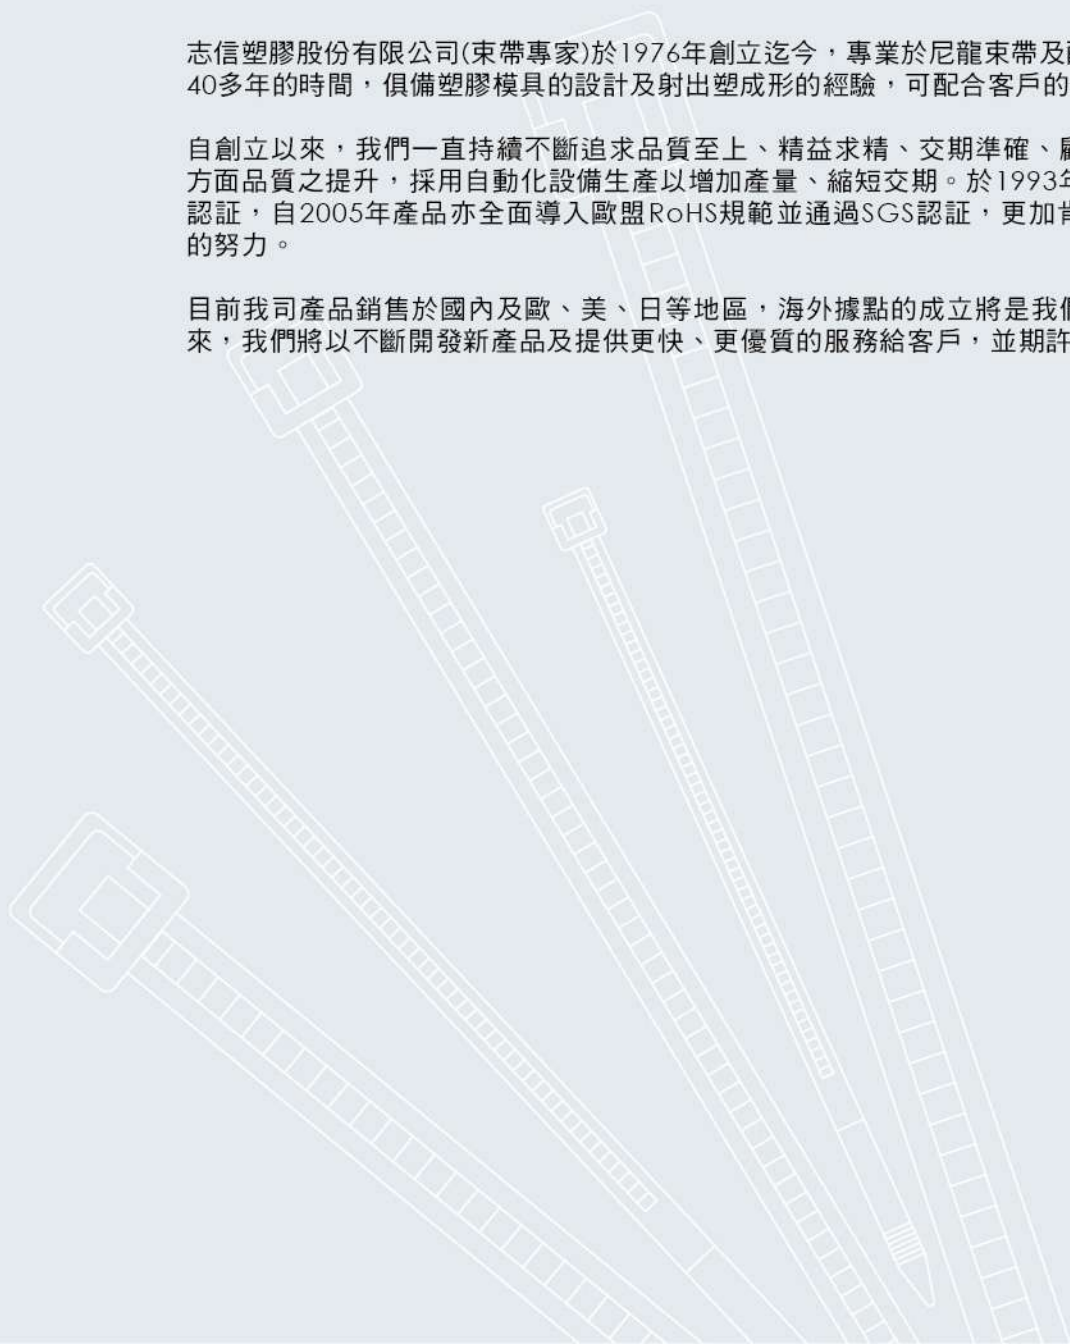 志信塑膠股份有限公司(束帶專家)於1976年創立迄今，專業於尼龍束帶及
40多年的時間，俱備塑膠模具的設計及射出塑成形的經驗，可配合客戶的
自創立以來，我們一直持續不斷追求品質至上、精益求精、交期準確、
方面品質之提升，採用自動化設備生產以增加產量、縮短交期。於1993年
認証，自2005年產品亦全面導入歐盟RoHS規範並通過SGS認証，更加肯
的努力。
目前我司產品銷售於國內及歐、美、日等地區，海外據點的成立將是我們
來，我們將以不斷開發新產品及提供更快、更優質的服務給客戶，並期許